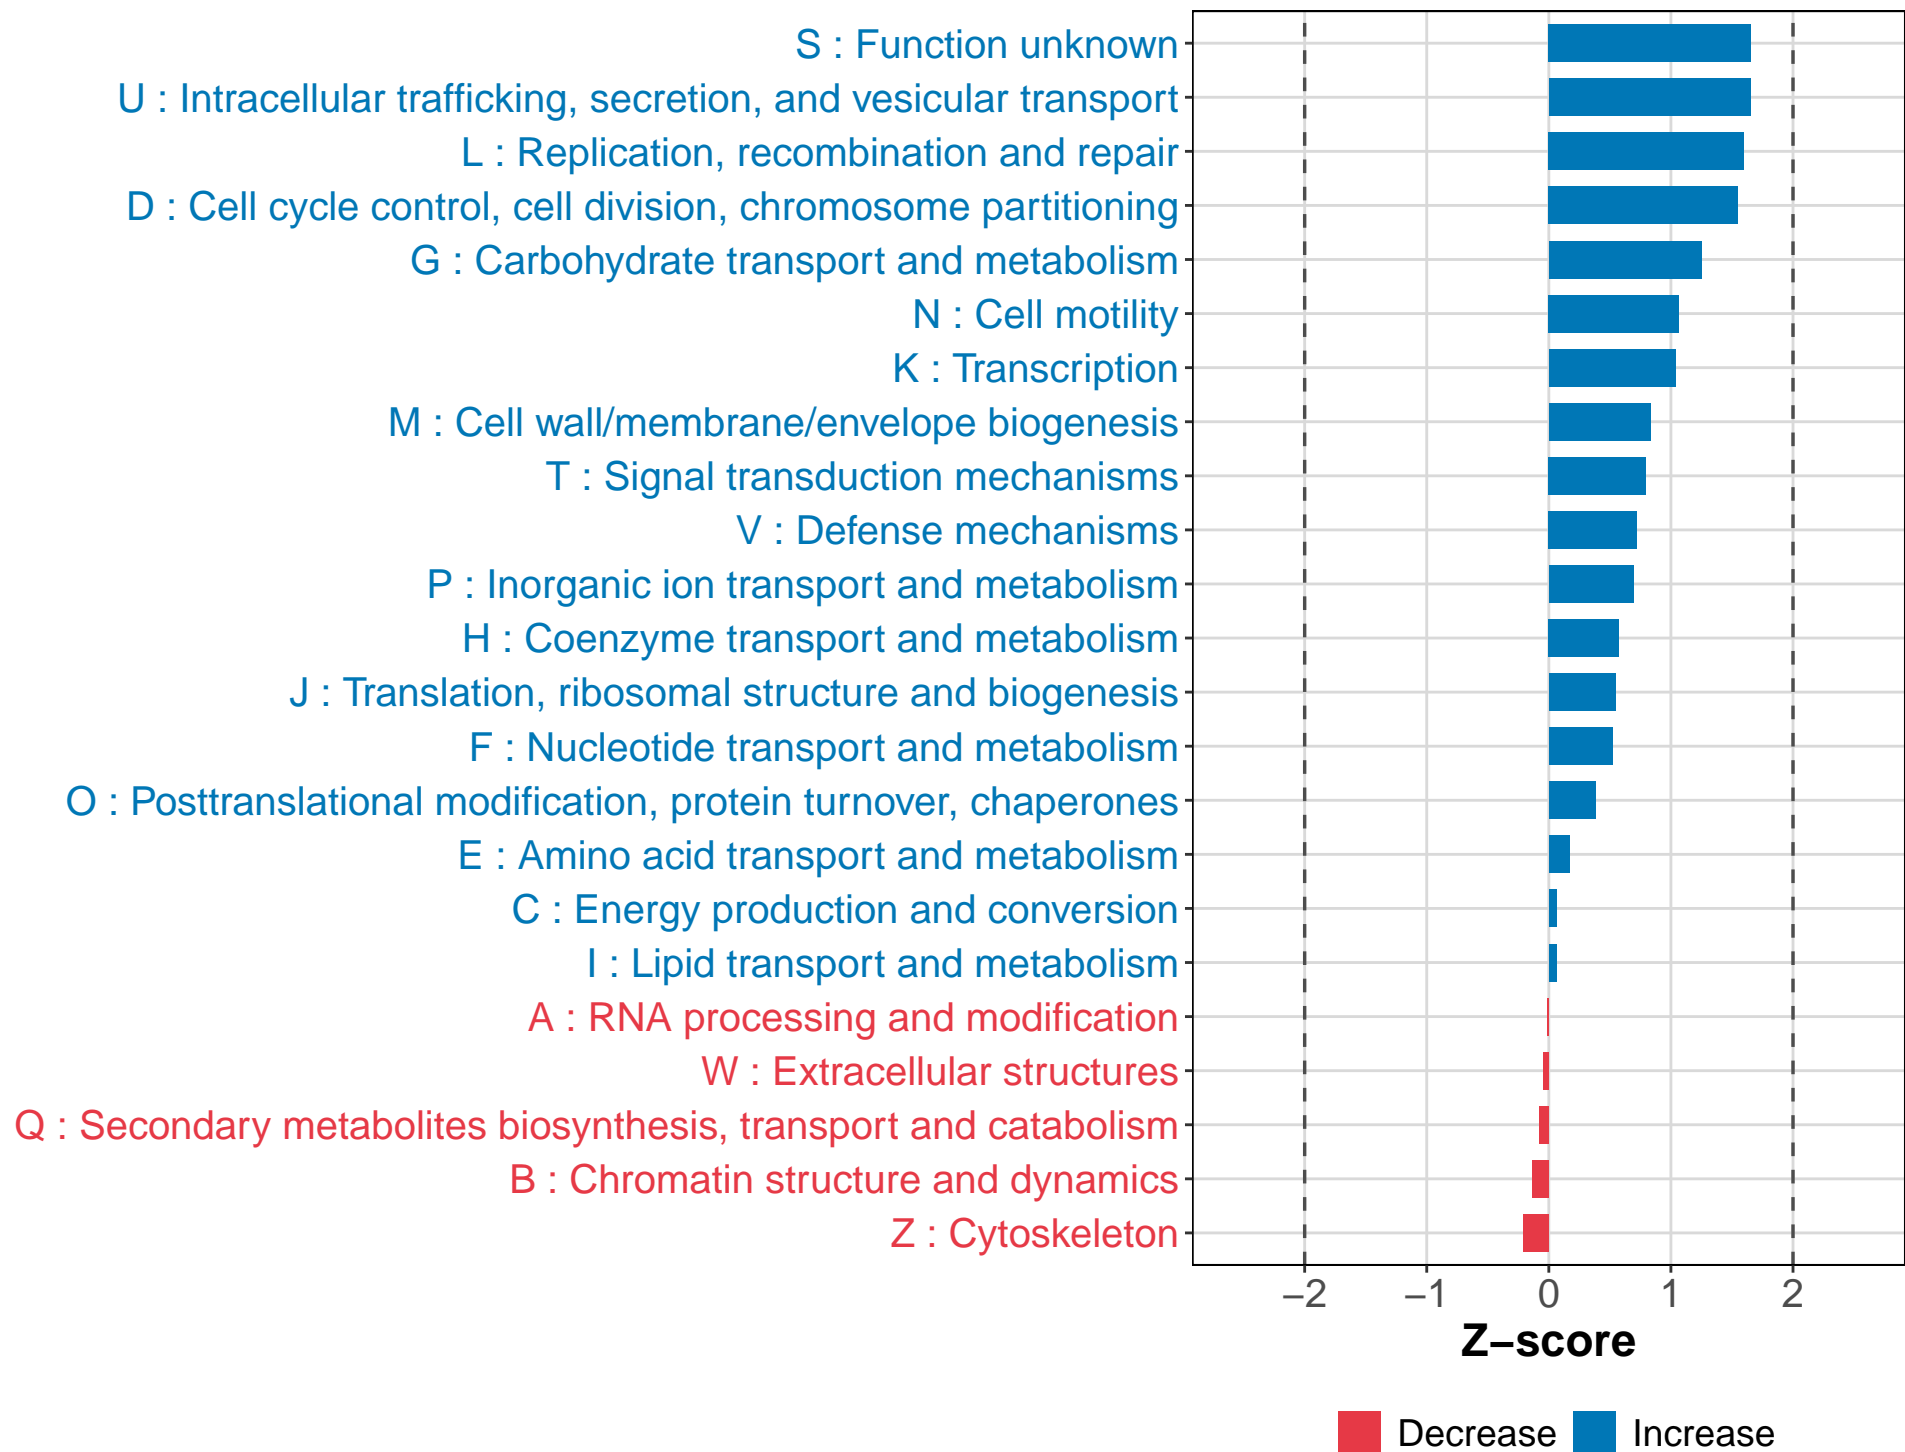 S : Function unknown
U : Intracellular trafficking, secretion, and vesicular transport
L : Replication, recombination and repair
D : Cell cycle control, cell division, chromosome partitioning
G : Carbohydrate transport and metabolism
N : Cell motility
K : Transcription
M : Cell wall/membrane/envelope biogenesis
T : Signal transduction mechanisms
V : Defense mechanisms
P : Inorganic ion transport and metabolism
H : Coenzyme transport and metabolism
J : Translation, ribosomal structure and biogenesis
F : Nucleotide transport and metabolism
O : Posttranslational modification, protein turnover, chaperones
E : Amino acid transport and metabolism
C : Energy production and conversion
I : Lipid transport and metabolism
A : RNA processing and modification
W : Extracellular structures
Q : Secondary metabolites biosynthesis, transport and catabolism
B : Chromatin structure and dynamics
Z : Cytoskeleton
−2 −1 0 1 2
Z−score
Decrease Increase